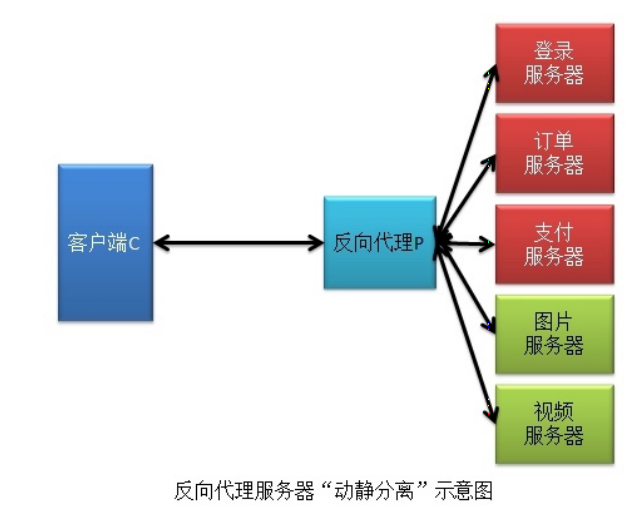 登录
服务器
订单
服务器
客户端C
反向代理P
支付
服务器
图片
服务器
视频
服务器
反向代理服务器“动静分离”示意图